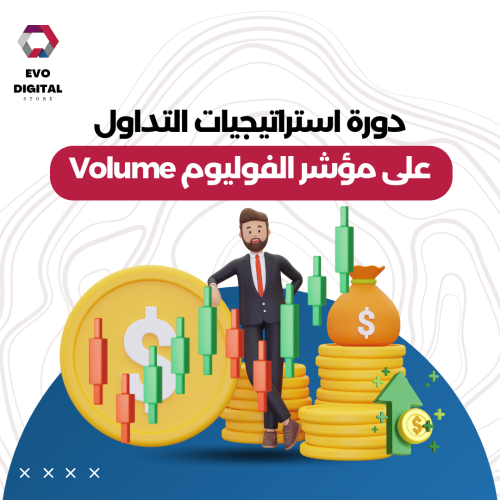 EVO
DIGITAL
STORE
دورة استراتيجيات التداول
على مؤشر الفوليوم Volume
$
$
$